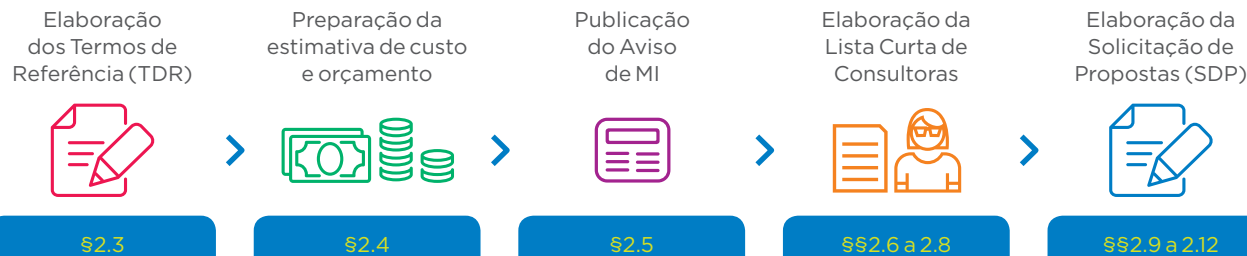 Elaboração
dos Termos de
Referência (TDR)
Preparação da
estimativa de custo
e orçamento
Publicação
do Aviso
de MI
Elaboração da
Lista Curta de
Consultoras
Elaboração da
Solicitação de
Propostas (SDP)
§2.3
§2.4
§2.5
§§2.6 a 2.8
§§2.9 a 2.12